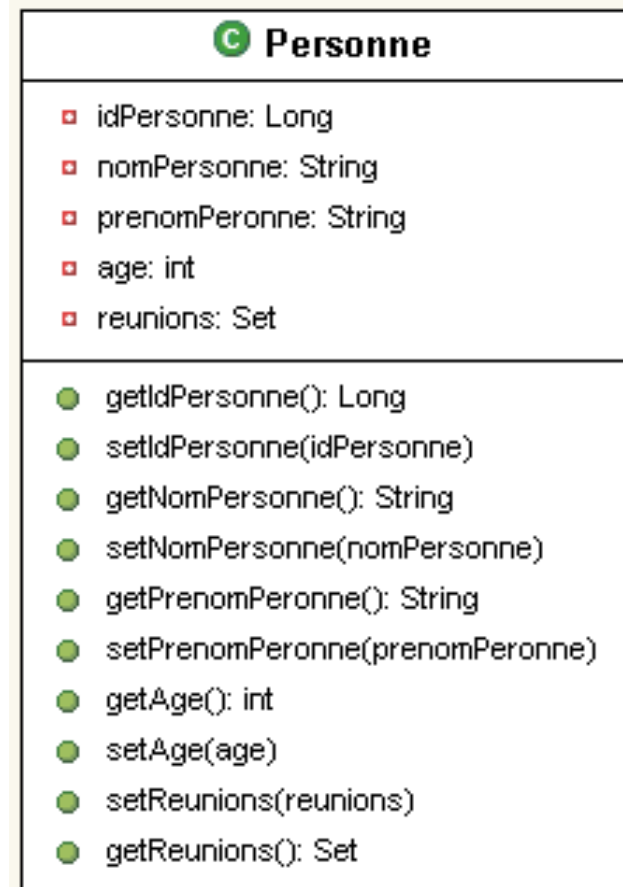 C Personne
idPersonne: Long
nomPersonne: String
prenomPeronne: String
age: int
reunions: Set
getIdPersonne(): Long
setIdPersonne(idPersonne)
getNomPersonne(): String
setNomPersonne(nomPersonne)
getPrenomPeronne(): String
setPrenomPeronne(prenomPeronne)
getAge(): int
setAge(age)
setReunions(reunions)
getReunions(): Set